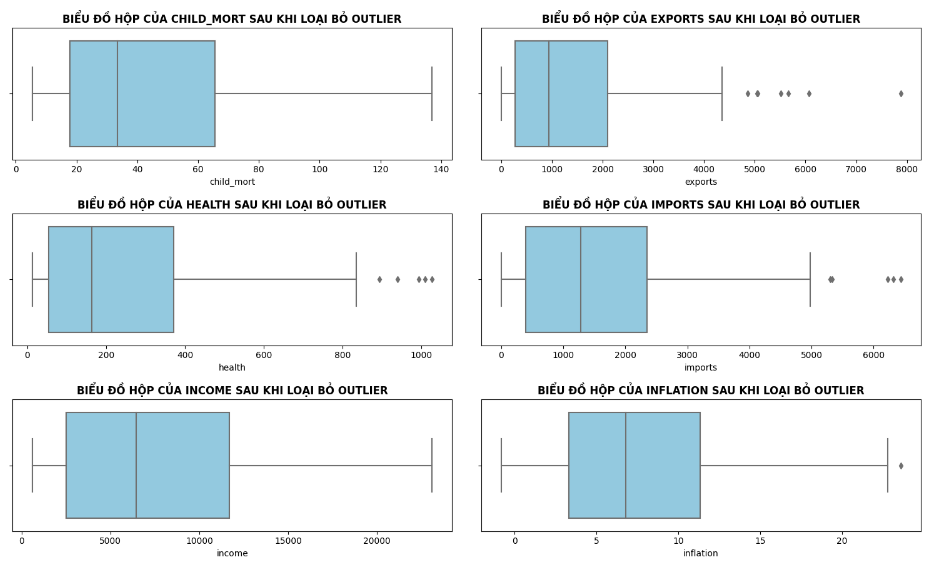 BIỂU ĐỒ HỘP CỦA CHILD_MORT SAU KHI LOẠI BỎ OUTLIER
0 20 40 60 80 100 120 140
child_mort
BIỂU ĐỒ HỘP CỦA EXPORTS SAU KHI LOẠI BỎ OUTLIER
0 1000 2000 3000 4000 5000 6000 7000 8000
exports
BIỂU ĐỒ HỘP CỦA HEALTH SAU KHI LOẠI BỎ OUTLIER
0 200 400 600 800 1000
health
BIỂU ĐỒ HỘP CỦA IMPORTS SAU KHI LOẠI BỎ OUTLIER
0 1000 2000 3000 4000 5000 6000
imports
BIỂU ĐỒ HỘP CỦA INCOME SAU KHI LOẠI BỎ OUTLIER
0 5000 10000 15000 20000
income
BIỂU ĐỒ HỘP CỦA INFLATION SAU KHI LOẠI BỎ OUTLIER
0 5 10 15 20
inflation